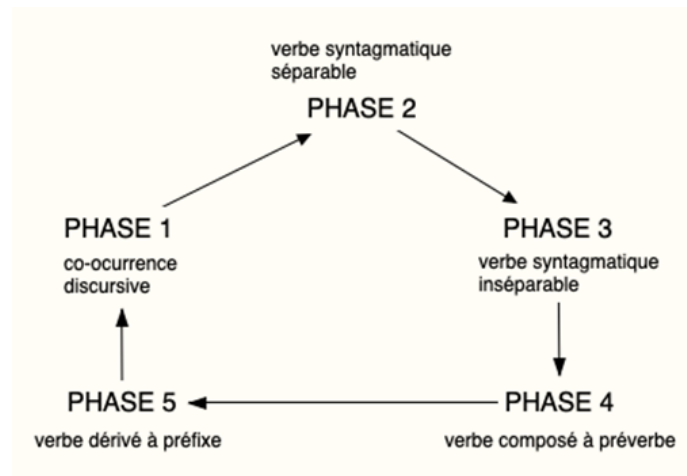 verbe syntagmatique
séparable
PHASE 2
PHASE 1
co-ocurrence
discursive
PHASE 3
verbe syntagmatique
inséparable
PHASE 5
verbe dérivé à préfixe
PHASE 4
verbe composé à préverbe